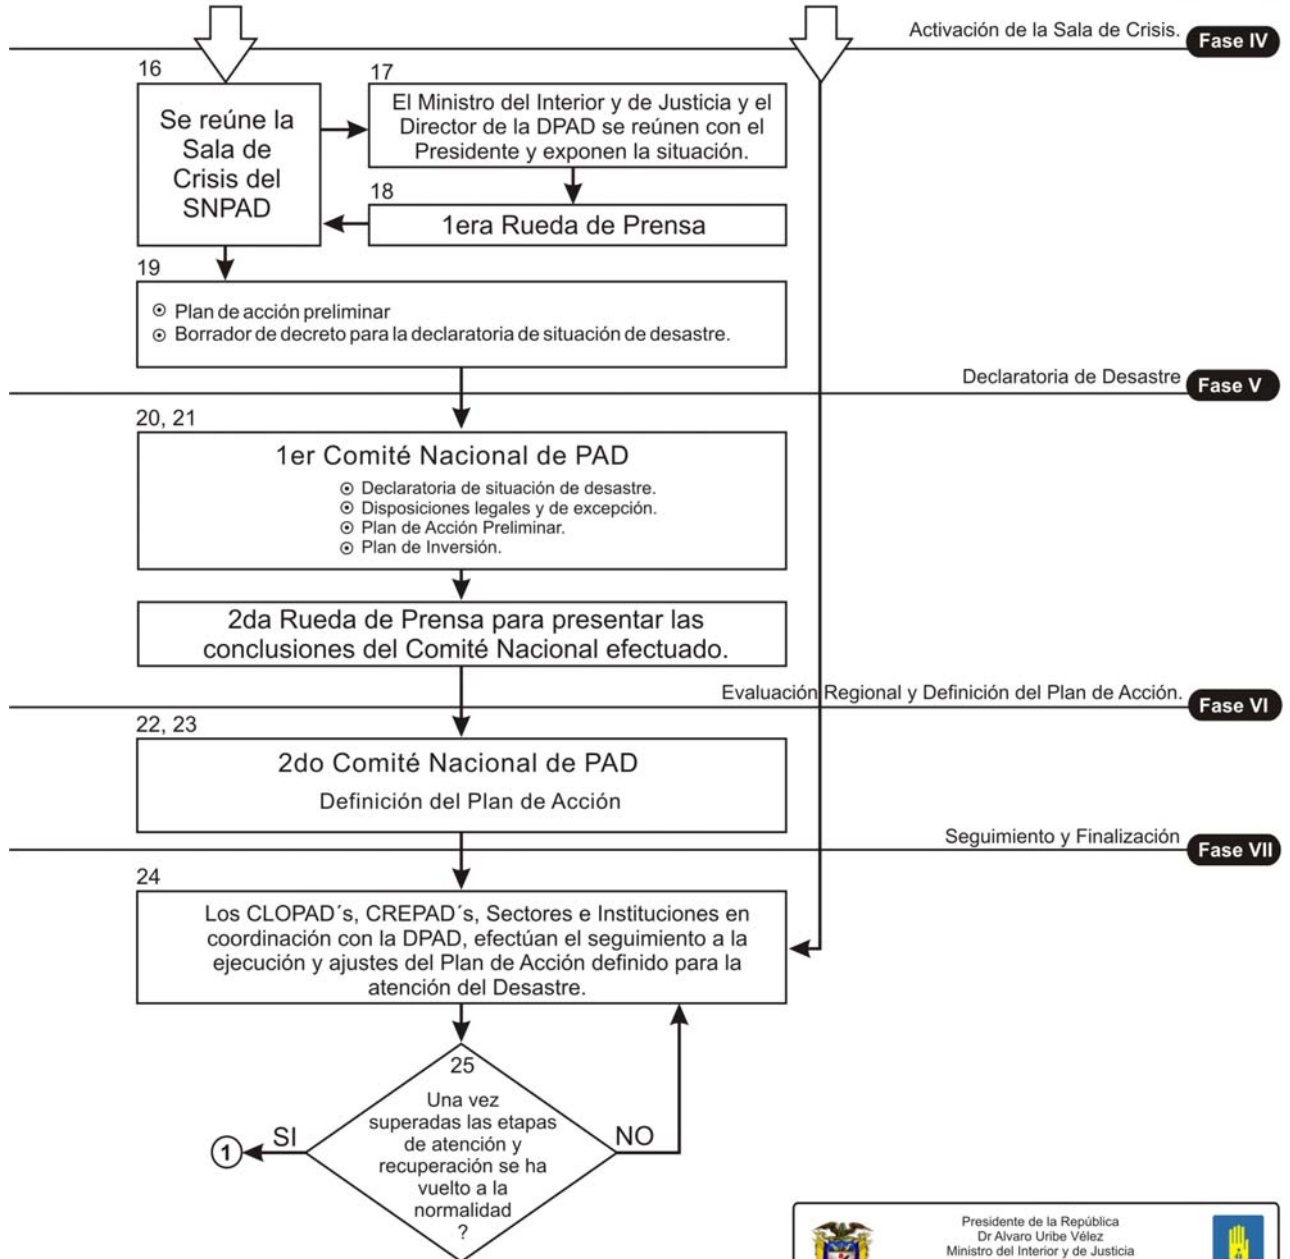 Activación de la Sala de Crisis.
Fase IV
16
Se reúne la
Sala de
Crisis del
SNPAD
17
El Ministro del Interior y de Justicia y el
Director de la DPAD se reúnen con el
Presidente y exponen la situación.
18
1era Rueda de Prensa
19
Plan de acción preliminar
Borrador de decreto para la declaratoria de situación de desastre.
Declaratoria de Desastre
Fase V
20, 21
1er Comité Nacional de PAD
Declaratoria de situación de desastre.
Disposiciones legales y de excepción.
Plan de Acción Preliminar.
Plan de Inversión.
2da Rueda de Prensa para presentar las
conclusiones del Comité Nacional efectuado.
Evaluación Regional y Definición del Plan de Acción.
Fase VI
22, 23
2do Comité Nacional de PAD
Definición del Plan de Acción
Seguimiento y Finalización
Fase VII
24
Los CLOPAD´s, CREPAD´s, Sectores e Instituciones en
coordinación con la DPAD, efectúan el seguimiento a la
ejecución y ajustes del Plan de Acción definido para la
atención del Desastre.
25
Una vez
superadas las etapas
de atención y
recuperación se ha
vuelto a la
normalidad
?
SI
1
NO
Presidente de la República
Dr Alvaro Uribe Vélez
Ministro del Interior y de Justicia